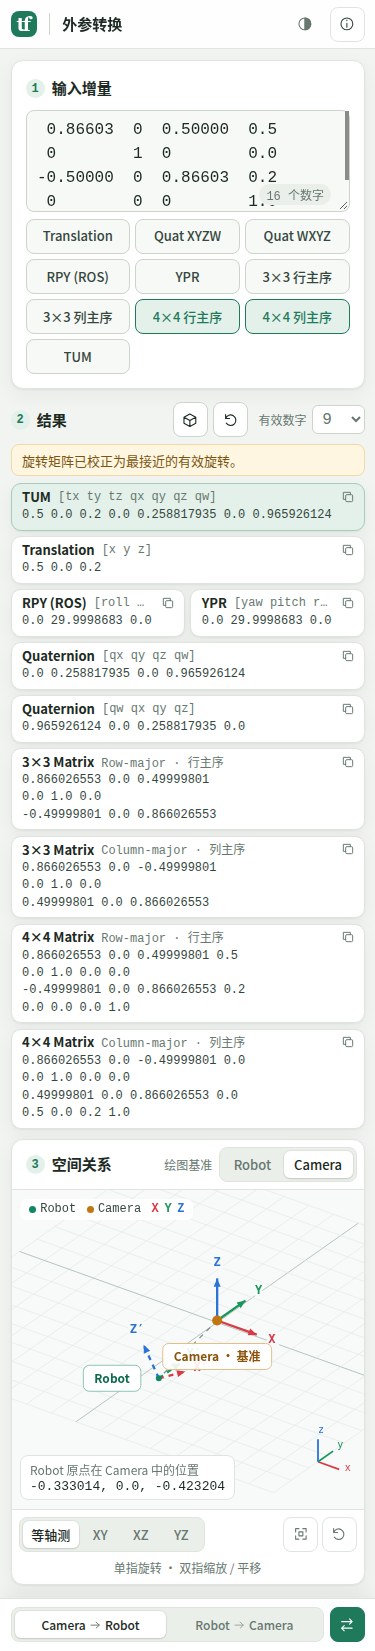 tf 外参转换
1 输入增量
0.86603 0 0.50000 0.5
0 1 0 0.0
-0.50000 0 0.86603 0.2
0 0 0
16 个数字
Translation Quat XYZW Quat WXYZ
RPY (ROS) YPR 3×3 行主序
3×3 列主序 4×4 行主序 4×4 列主序
TUM
2 结果 有效数字 9
旋转矩阵已校正为最接近的有效旋转。
TUM [tx ty tz qx qy qz qw]
0.5 0.0 0.2 0.0 0.258817935 0.0 0.965926124
Translation [x y z]
0.5 0.0 0.2
RPY (ROS) [roll … YPR [yaw pitch r…
0.0 29.9998683 0.0 0.0 29.9998683 0.0
Quaternion [qx qy qz qw]
0.0 0.258817935 0.0 0.965926124
Quaternion [qw qx qy qz]
0.965926124 0.0 0.258817935 0.0
3×3 Matrix Row-major · 行主序
0.866026553 0.0 0.49999801
0.0 1.0 0.0
-0.49999801 0.0 0.866026553
3×3 Matrix Column-major · 列主序
0.866026553 0.0 -0.49999801
0.0 1.0 0.0
0.49999801 0.0 0.866026553
4×4 Matrix Row-major · 行主序
0.866026553 0.0 0.49999801 0.5
0.0 1.0 0.0 0.0
-0.49999801 0.0 0.866026553 0.2
0.0 0.0 0.0 1.0
4×4 Matrix Column-major · 列主序
0.866026553 0.0 -0.49999801 0.0
0.0 1.0 0.0 0.0
0.49999801 0.0 0.866026553 0.0
0.5 0.0 0.2 1.0
3 空间关系 绘图基准 Robot Camera
Robot Camera X Y Z
Z
Y
Z′
X
Camera · 基准
Robot
z
y
x
Robot 原点在 Camera 中的位置
-0.333014, 0.0, -0.423204
等轴测 XY XZ YZ
单指旋转 · 双指缩放 / 平移
Camera → Robot Robot → Camera